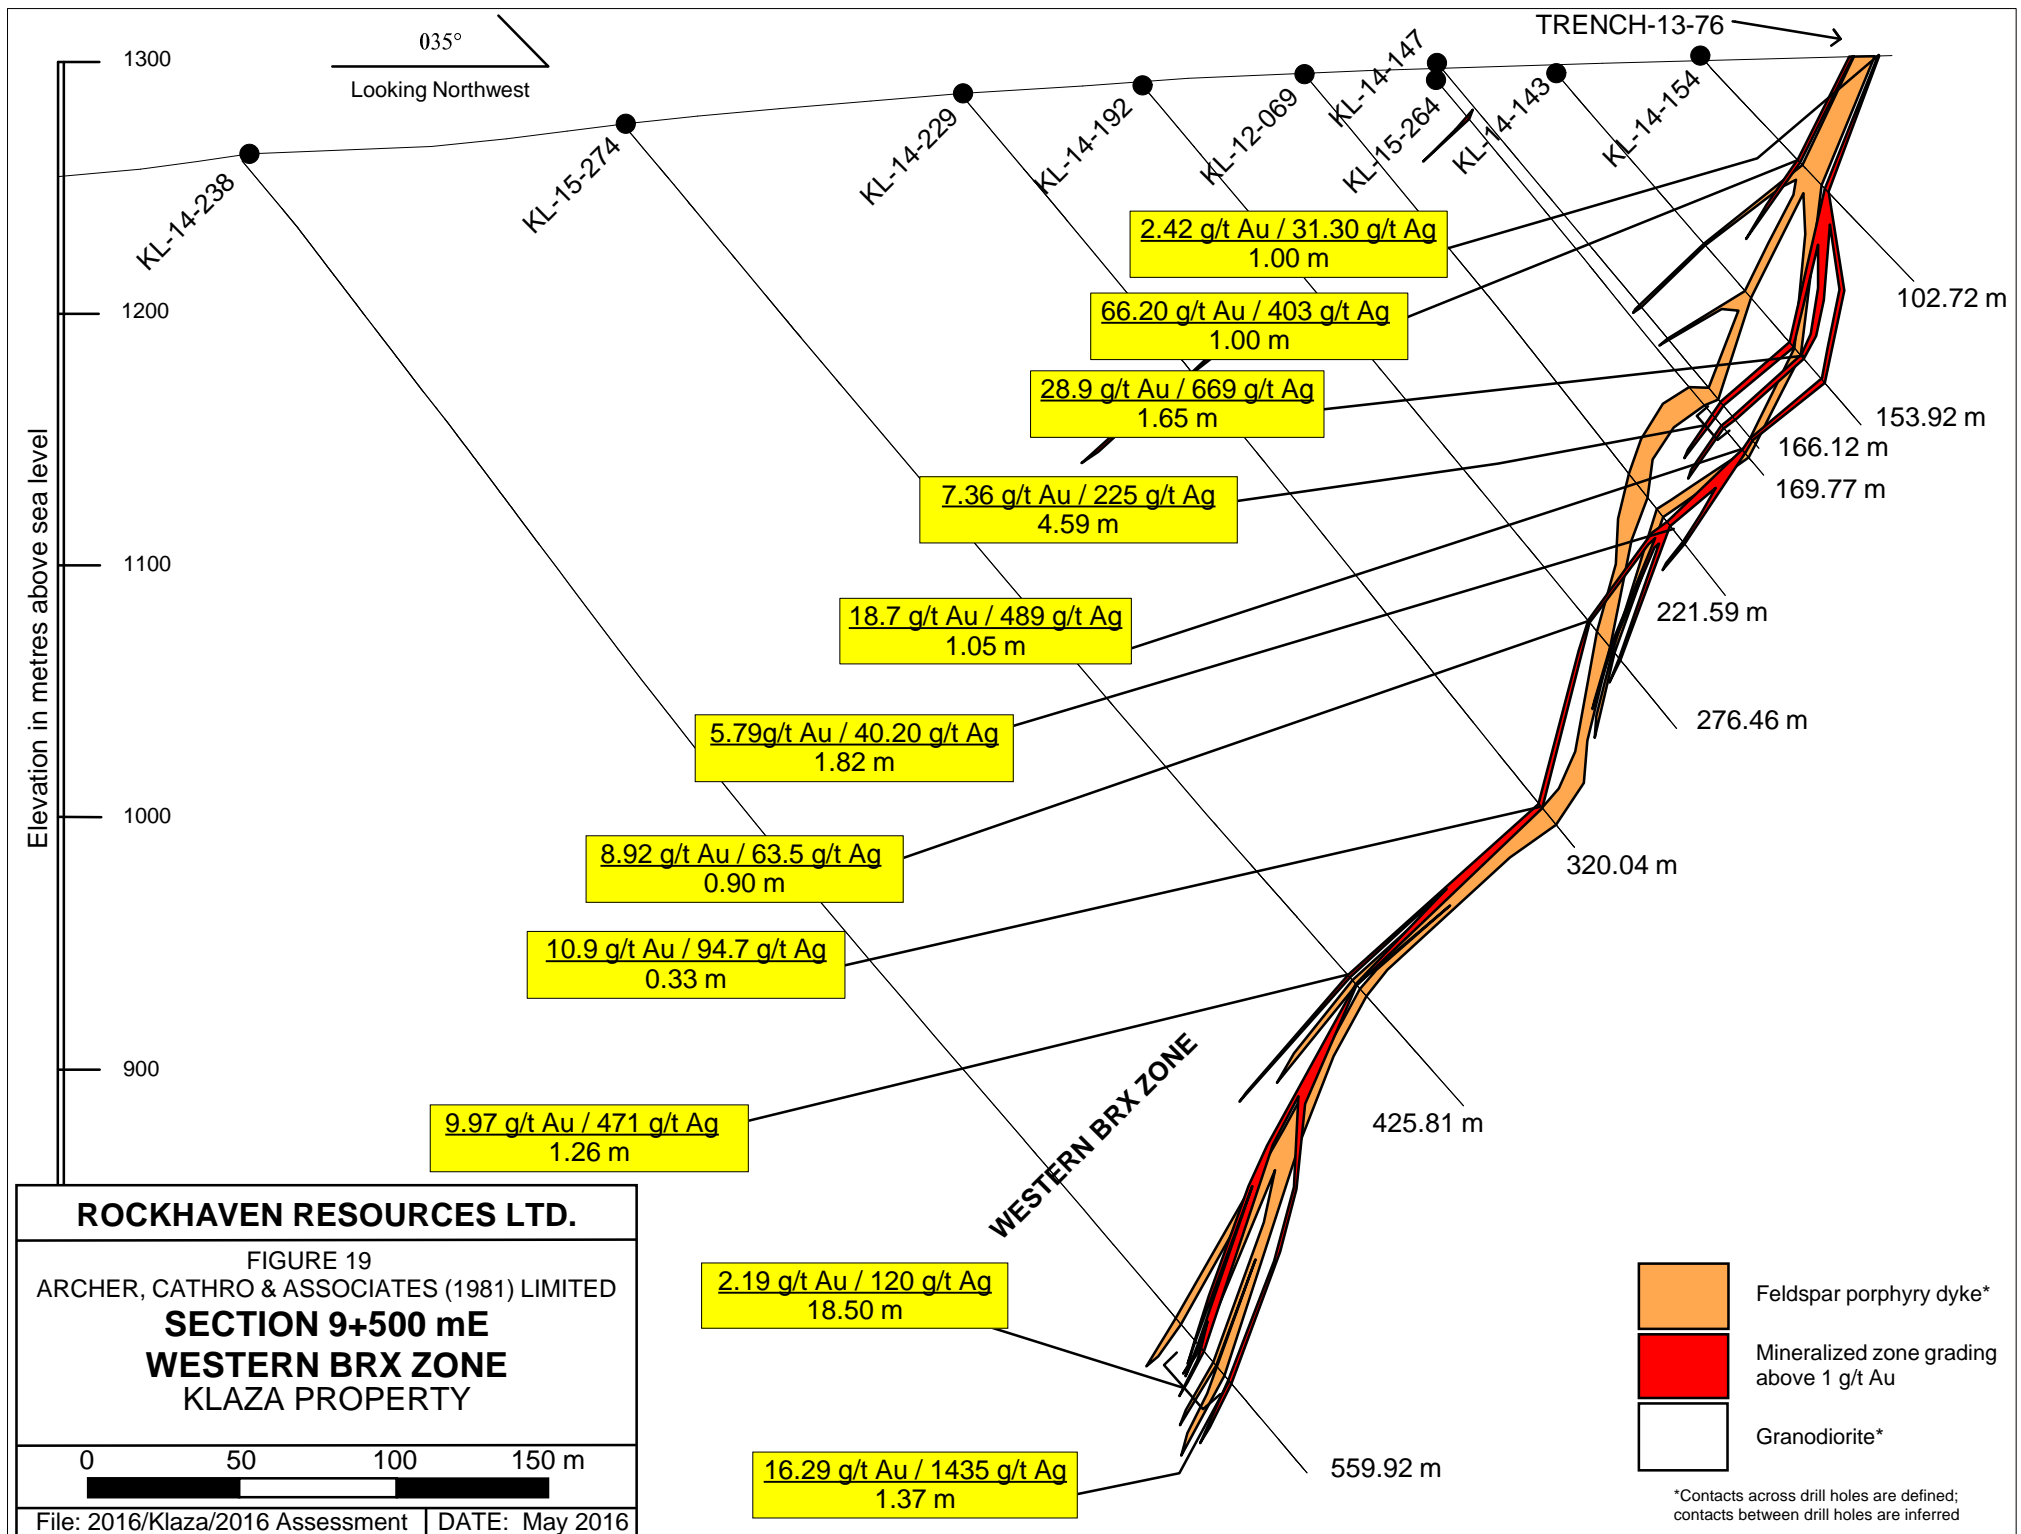 TRENCH-13-76
035°
Looking Northwest
1300
1200
1100
1000
900
Elevation in metres above sea level
KL-14-238
KL-15-274
KL-14-229
KL-14-192
KL-12-069
KL-14-147
KL-15-264
KL-14-143
KL-14-154
2.42 g/t Au / 31.30 g/t Ag
1.00 m
66.20 g/t Au / 403 g/t Ag
1.00 m
28.9 g/t Au / 669 g/t Ag
1.65 m
7.36 g/t Au / 225 g/t Ag
4.59 m
18.7 g/t Au / 489 g/t Ag
1.05 m
5.79g/t Au / 40.20 g/t Ag
1.82 m
8.92 g/t Au / 63.5 g/t Ag
0.90 m
10.9 g/t Au / 94.7 g/t Ag
0.33 m
9.97 g/t Au / 471 g/t Ag
1.26 m
2.19 g/t Au / 120 g/t Ag
18.50 m
16.29 g/t Au / 1435 g/t Ag
1.37 m
102.72 m
153.92 m
166.12 m
169.77 m
221.59 m
276.46 m
320.04 m
425.81 m
559.92 m
WESTERN BRX ZONE
ROCKHAVEN RESOURCES LTD.
FIGURE 19
ARCHER, CATHRO & ASSOCIATES (1981) LIMITED
SECTION 9+500 mE
WESTERN BRX ZONE
KLAZA PROPERTY
0 50 100 150 m
File: 2016/Klaza/2016 Assessment DATE: May 2016
Feldspar porphyry dyke*
Mineralized zone grading
above 1 g/t Au
Granodiorite*
*Contacts across drill holes are defined;
contacts between drill holes are inferred